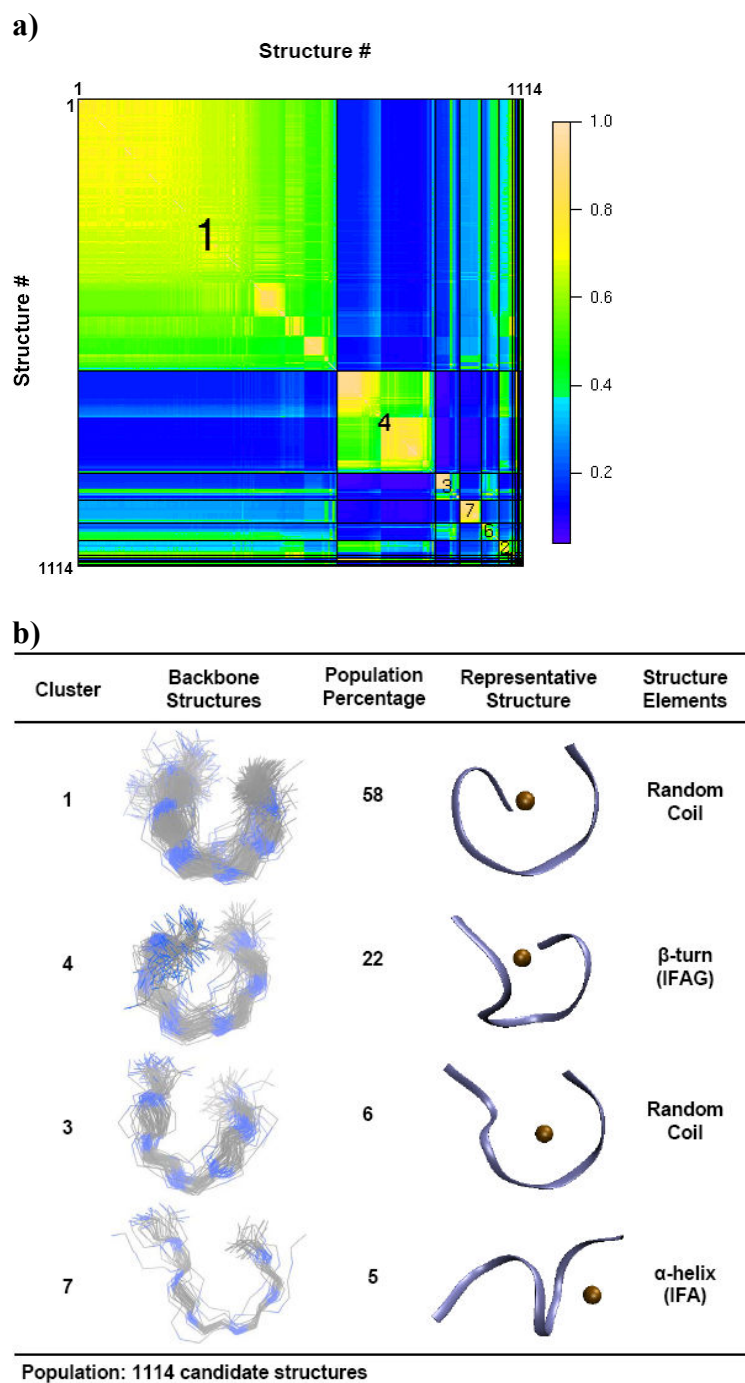 a)
Structure #
1
1114
1
1.0
0.8
0.6
0.4
0.2
1
4
3
7
6
2
Structure #
1114
b)
Cluster
Backbone Structures
Population Percentage
Representative Structure
Structure Elements
1
58
Random Coil
4
22
β-turn (IFAG)
3
6
Random Coil
7
5
α-helix (IFA)
Population: 1114 candidate structures